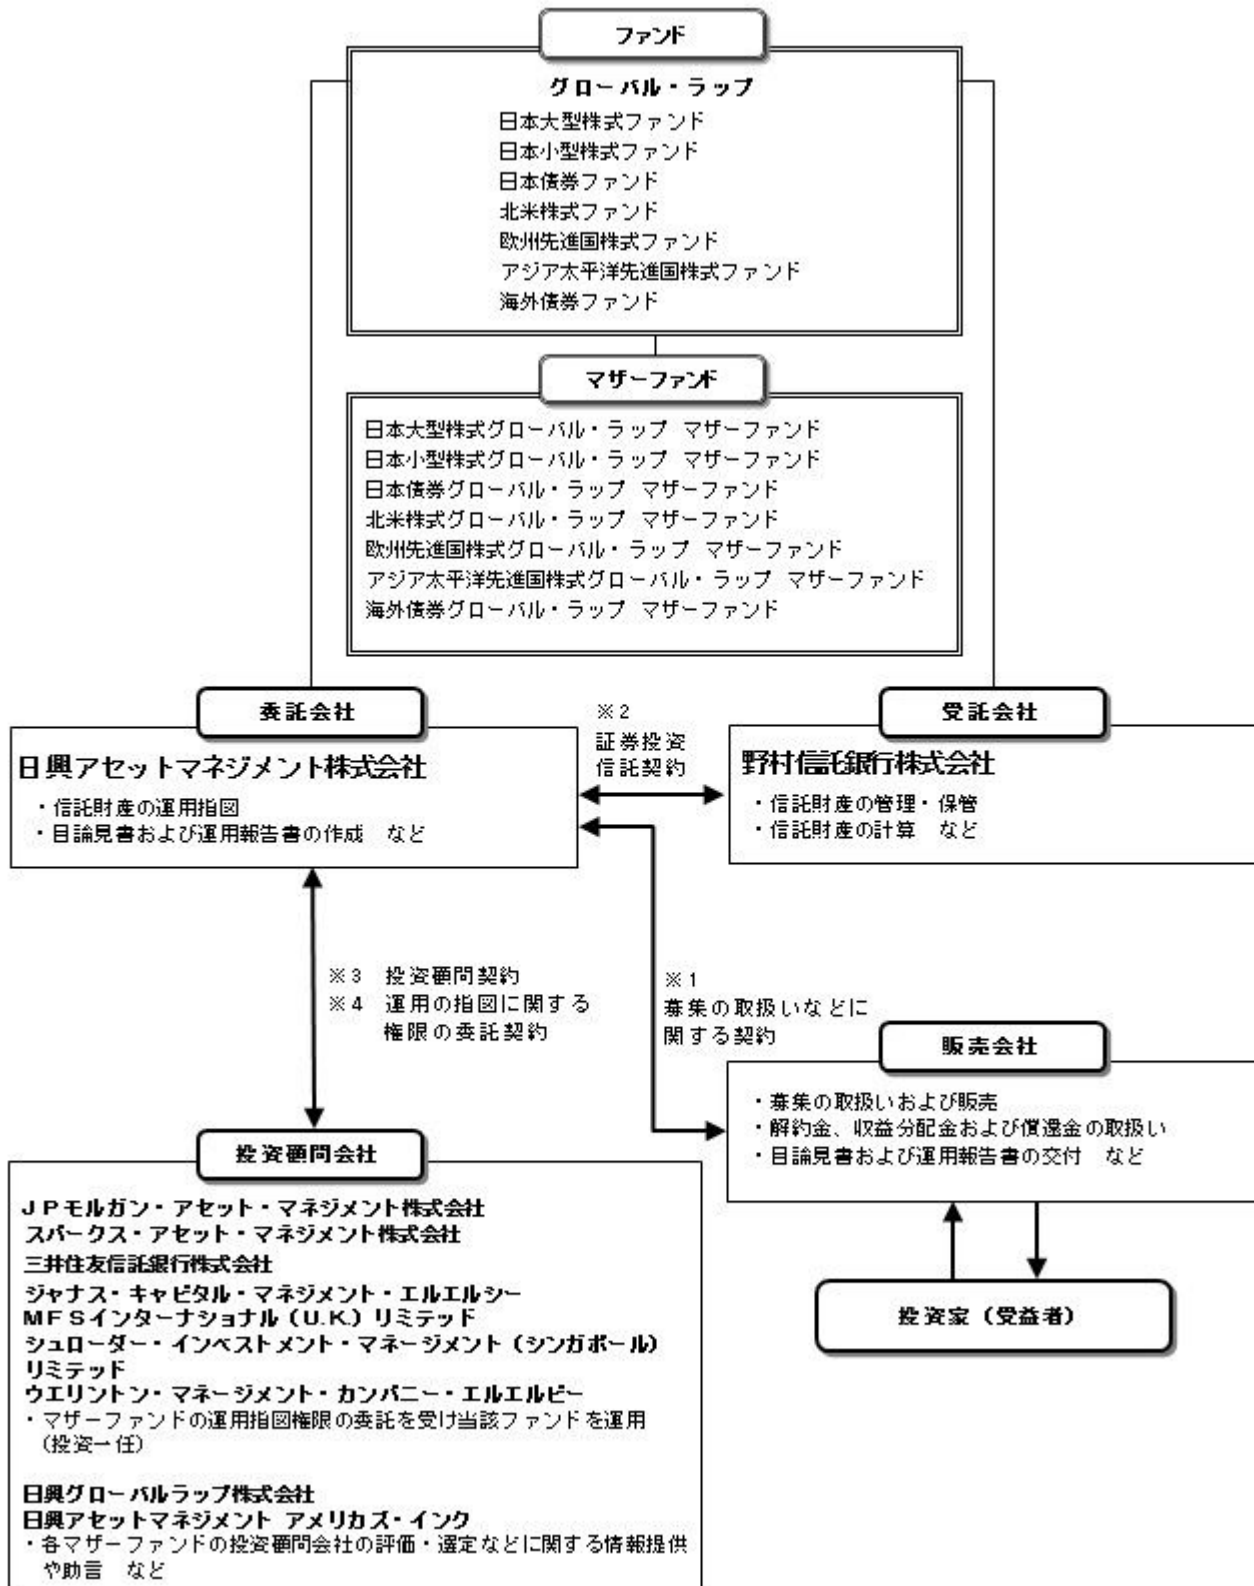 ファンド
グローバル・ラップ
日本大型株式ファンド
日本小型株式ファンド
日本債券ファンド
北米株式ファンド
欧州先進国株式ファンド
アジア太平洋先進国株式ファンド
海外債券ファンド
マザーファンド
日本大型株式グローバル・ラップ マザーファンド
日本小型株式グローバル・ラップ マザーファンド
日本債券グローバル・ラップ マザーファンド
北米株式グローバル・ラップ マザーファンド
欧州先進国株式グローバル・ラップ マザーファンド
アジア太平洋先進国株式グローバル・ラップ マザーファンド
海外債券グローバル・ラップ マザーファンド
委託会社
日興アセットマネジメント株式会社
・信託財産の運用指図
・目論見書および運用報告書の作成 など
※2
証券投資
信託契約
受託会社
野村信託銀行株式会社
・信託財産の管理・保管
・信託財産の計算 など
※3 投資顧問契約
※4 運用の指図に関する
権限の委託契約
※1
募集の取扱いなどに
関する契約
販売会社
・募集の取扱いおよび販売
・解約金、収益分配金および償還金の取扱い
・目論見書および運用報告書の交付 など
投資家（受益者）
投資顧問会社
ＪＰモルガン・アセット・マネジメント株式会社
スパークス・アセット・マネジメント株式会社
三井住友信託銀行株式会社
ジャナス・キャピタル・マネジメント・エルエルシー
ＭＦＳインターナショナル（U.K.）リミテッド
シュローダー・インベストメント・マネージメント（シンガポール）
リミテッド
ウエリントン・マネージメント・カンパニー・エルエルピー
・マザーファンドの運用指図権限の委託を受け当該ファンドを運用
（投資一任）
日興グローバルラップ株式会社
日興アセットマネジメント アメリカズ・インク
・各マザーファンドの投資顧問会社の評価・選定などに関する情報提供
や助言 など